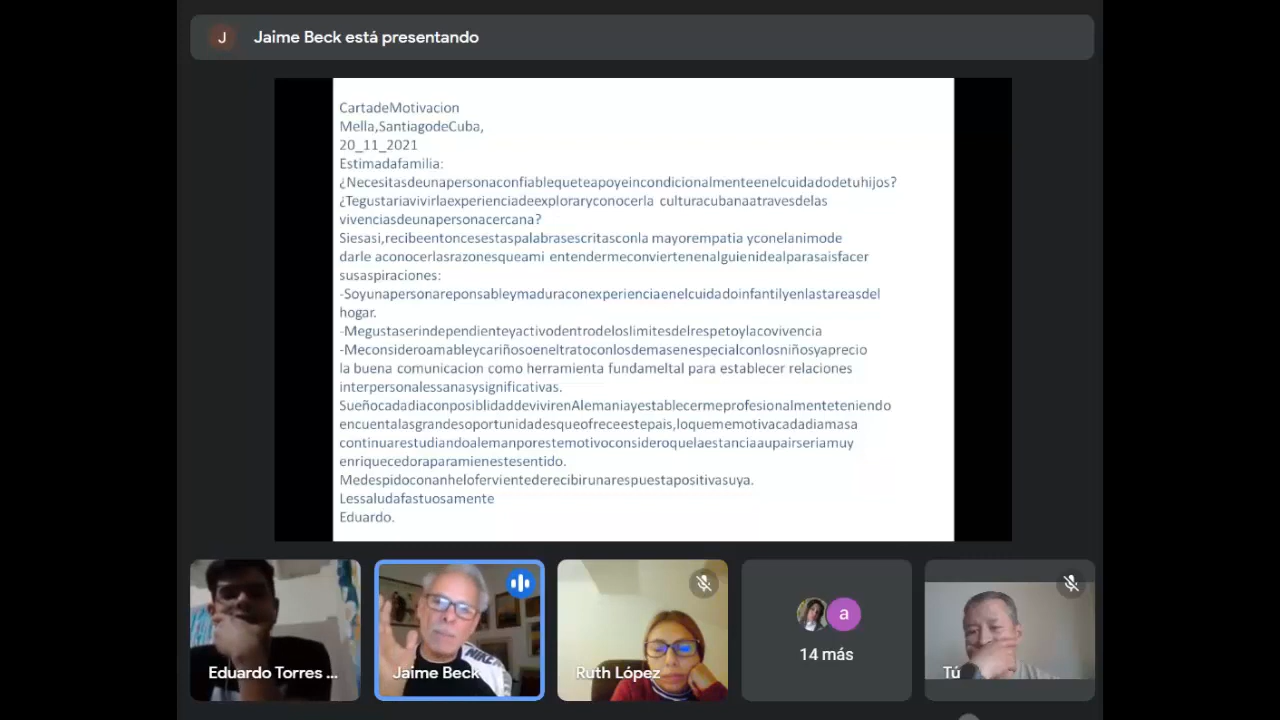 J Jaime Beck está presentando
CartadeMotivacion
Mella,SantiagodeCuba,
20_11_2021
Estimadafamilia:
¿Necesitasdeunapersonaconfiablequeteapoyeincondicionalmenteenelcuidadodetuhijos?
¿Tegustariavivirlaexperienciadeexploraryconocerla culturacubanaatravesdelas
vivenciasdeunapersonacercana?
Siesasi,recibeentoncesestaspalabrasescritasconla mayorempatia yconelanimode
darle aconocerlasrazonesqueami entendermeconviertenenalguienidealparasaisfacer
susaspiraciones:
-Soyunapersonareponsableymaduraconexperienciaenelcuidadoinfantilyenlastareasdel
hogar.
-Megustaserindependienteyactivodentrodeloslimitesdelrespetoylacovivencia
-Meconsideroamableycariñosoeneltratoconlosdemasenespecialconlosniñosyaprecio
la buena comunicacion como herramienta fundameltal para establecer relaciones
interpersonalessanasysignificativas.
SueñocadadiaconposiblidaddevivirenAlemaniayestablecermeprofesionalmenteteniendo
encuentalasgrandesoportunidadesqueofreceestepais,loquememotivacadadiamasa
continuarestudiandoalemanporestemotivoconsideroquelaestanciaaupairseriamuy
enriquecedoraparamienestesentido.
Medespidoconanhelofervientederecibirunarespuestapositivasuya.
Lessaludafastuosamente
Eduardo.
Eduardo Torres ...
Jaime Beck
Ruth López
a
14 más
Tú